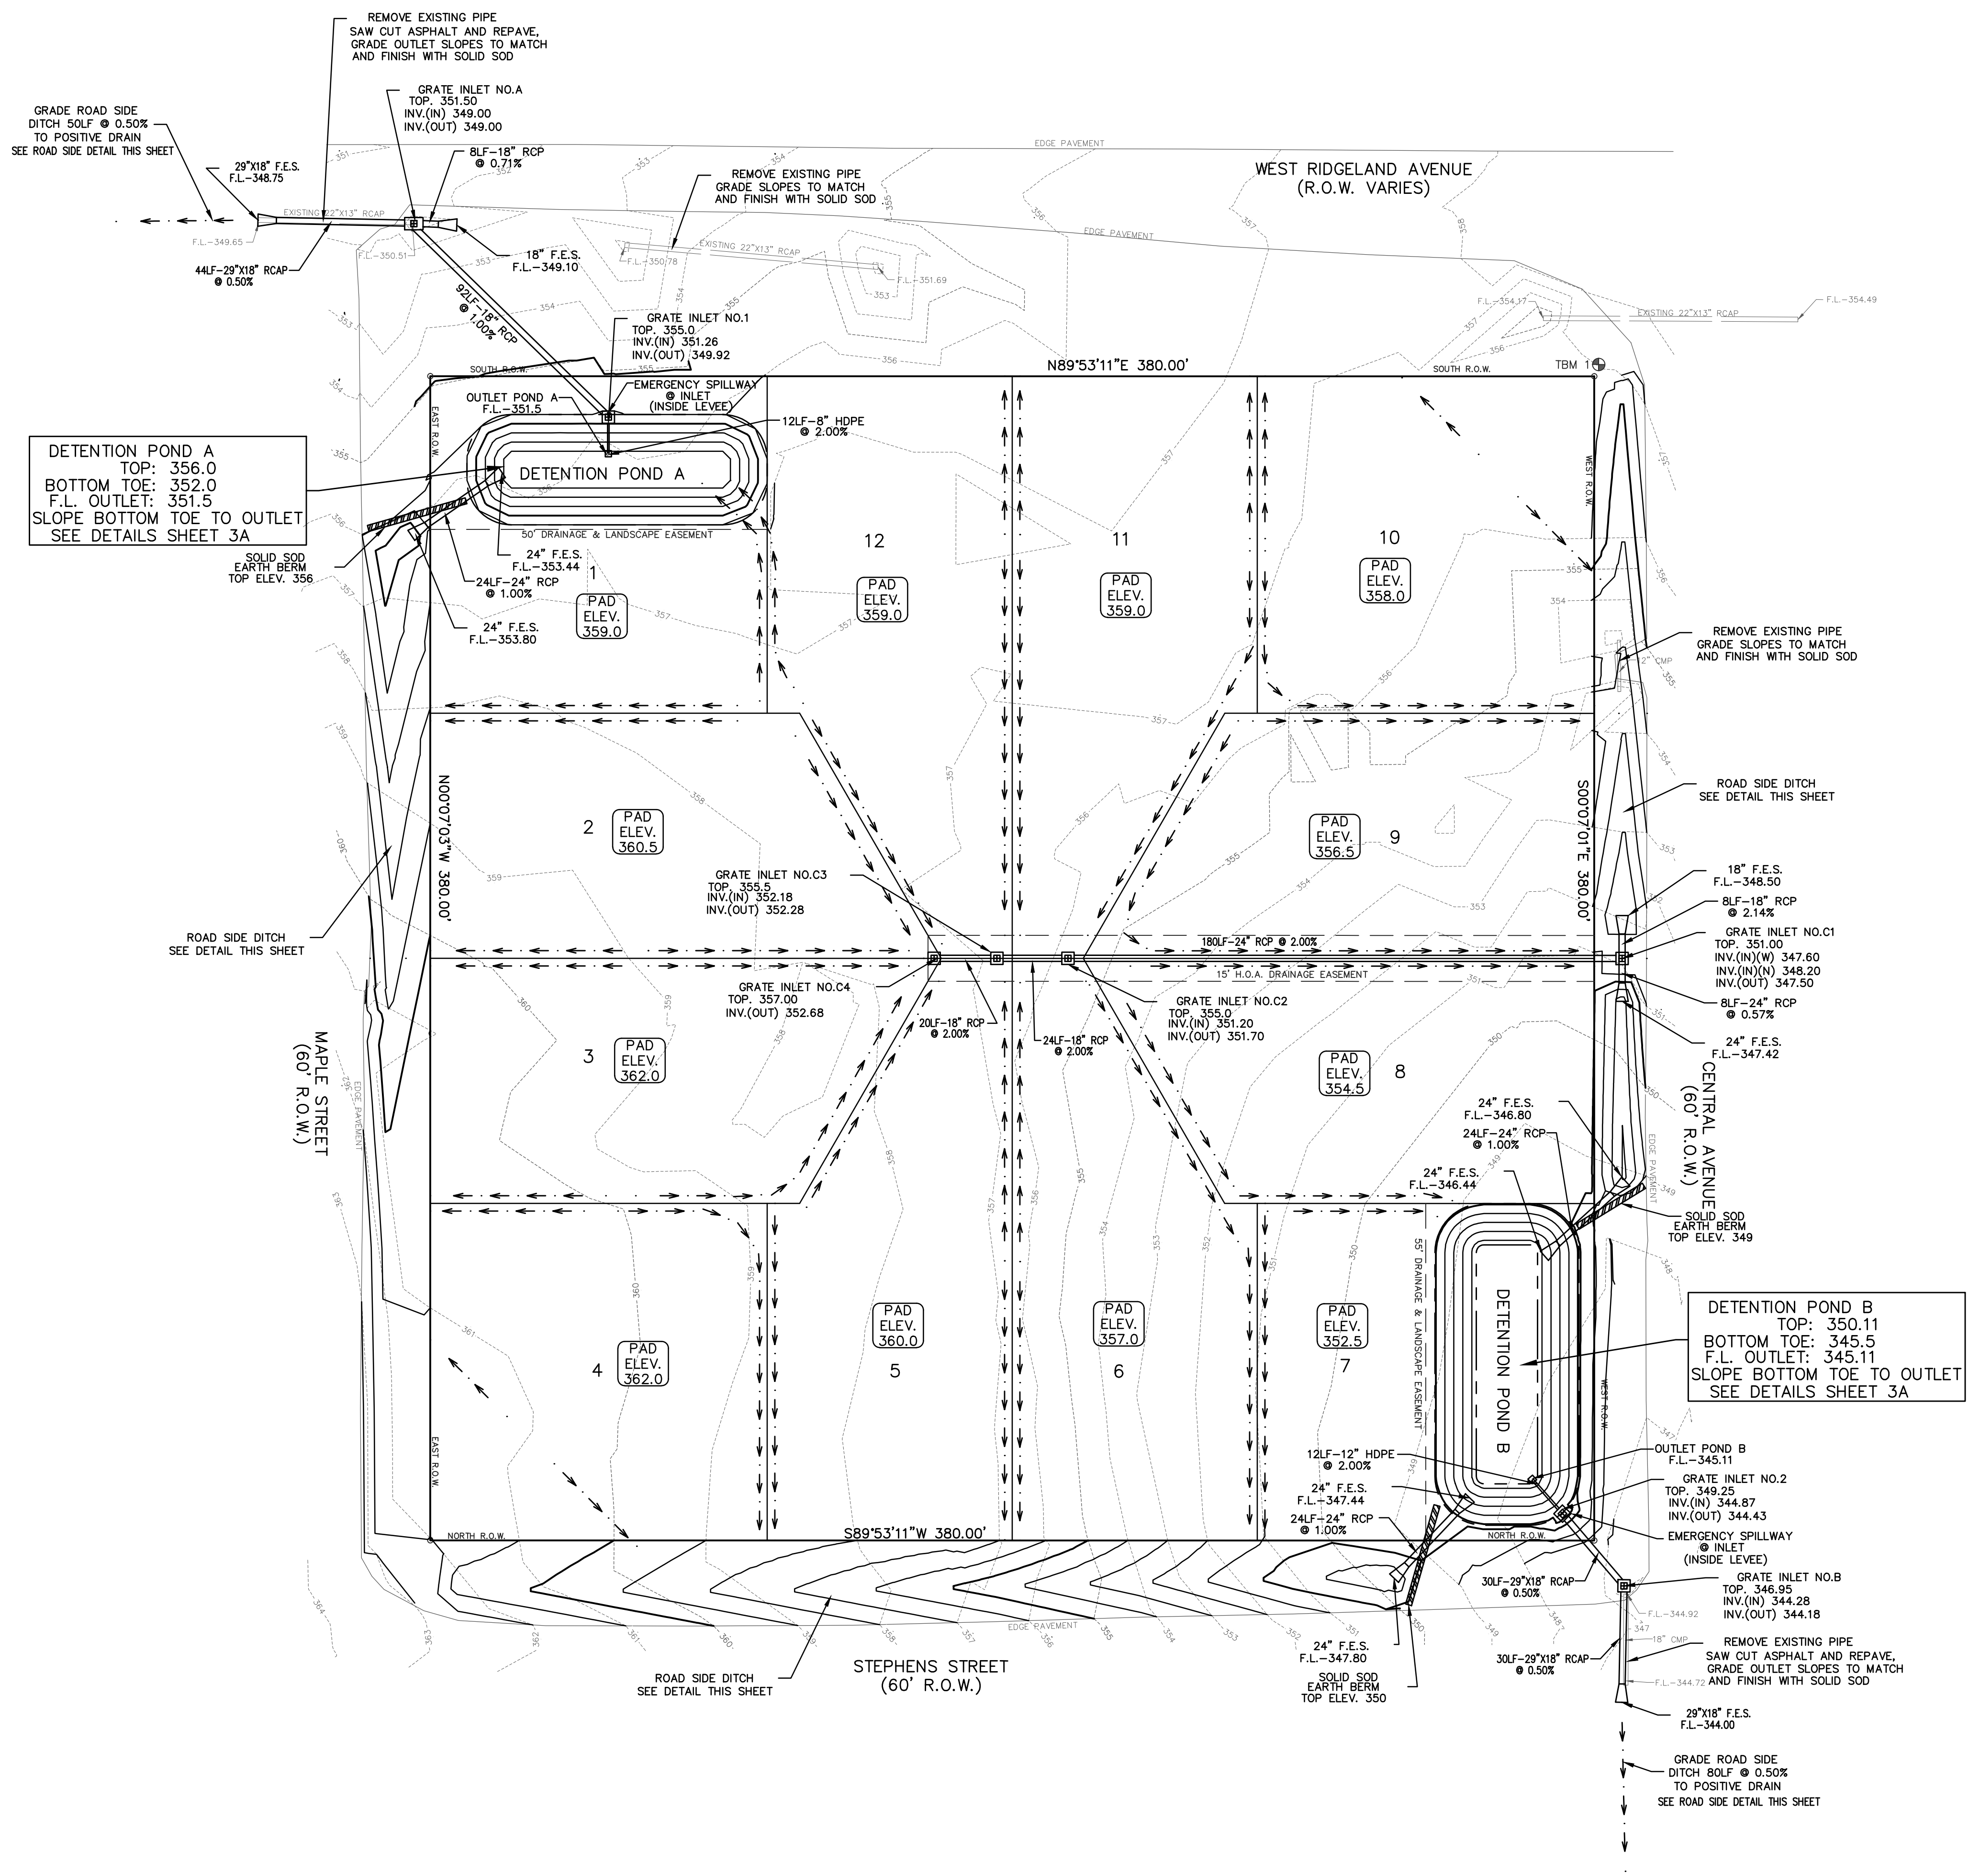 REMOVE EXISTING PIPE
SAW CUT ASPHALT AND REPAVE,
GRADE OUTLET SLOPES TO MATCH
AND FINISH WITH SOLID SOD
GRATE INLET NO.A
TOP. 351.50
INV.(IN) 349.00
INV.(OUT) 349.00
GRADE ROAD SIDE
DITCH 50LF @ 0.50%
TO POSITIVE DRAIN
SEE ROAD SIDE DETAIL THIS SHEET
29"X18" F.E.S.
F.L.-348.75
8LF-18" RCP
@ 0.71%
EXISTING 22"X13" RCAP
F.L.-349.65
F.L.-350.51
44LF-29"X18" RCAP
@ 0.50%
18" F.E.S.
F.L.-349.10
92LF-18" RCP
@ 1.00%
REMOVE EXISTING PIPE
GRADE SLOPES TO MATCH
AND FINISH WITH SOLID SOD
EXISTING 22"X13" RCAP
F.L.-350.78
F.L.-351.69
EDGE PAVEMENT
WEST RIDGELAND AVENUE
(R.O.W. VARIES)
EDGE PAVEMENT
F.L.-354.17
EXISTING 22"X13" RCAP
F.L.-354.49
GRATE INLET NO.1
TOP. 355.0
INV.(IN) 351.26
INV.(OUT) 349.92
SOUTH R.O.W.
N89°53'11"E 380.00'
SOUTH R.O.W.
TBM 1
EAST R.O.W.
OUTLET POND A
F.L.-351.5
EMERGENCY SPILLWAY
@ INLET
(INSIDE LEVEE)
12LF-8" HDPE
@ 2.00%
DETENTION POND A
TOP: 356.0
BOTTOM TOE: 352.0
F.L. OUTLET: 351.5
SLOPE BOTTOM TOE TO OUTLET
SEE DETAILS SHEET 3A
DETENTION POND A
50' DRAINAGE & LANDSCAPE EASEMENT
SOLID SOD
EARTH BERM
TOP ELEV. 356
24" F.E.S.
F.L.-353.44
24LF-24" RCP
@ 1.00%
24" F.E.S.
F.L.-353.80
1
PAD
ELEV.
359.0
12
PAD
ELEV.
359.0
11
PAD
ELEV.
359.0
10
PAD
ELEV.
358.0
WEST R.O.W.
REMOVE EXISTING PIPE
GRADE SLOPES TO MATCH
AND FINISH WITH SOLID SOD
12" CMP
N00°07'03"W 380.00'
2
PAD
ELEV.
360.5
PAD
ELEV.
356.5
9
S00°07'01"E 380.00'
ROAD SIDE DITCH
SEE DETAIL THIS SHEET
GRATE INLET NO.C3
TOP. 355.5
INV.(IN) 352.18
INV.(OUT) 352.28
18" F.E.S.
F.L.-348.50
8LF-18" RCP
@ 2.14%
GRATE INLET NO.C1
TOP. 351.00
INV.(IN)(W) 347.60
INV.(IN)(N) 348.20
INV.(OUT) 347.50
8LF-24" RCP
@ 0.57%
24" F.E.S.
F.L.-347.42
ROAD SIDE DITCH
SEE DETAIL THIS SHEET
180LF-24" RCP @ 2.00%
15' H.O.A. DRAINAGE EASEMENT
GRATE INLET NO.C4
TOP. 357.00
INV.(OUT) 352.68
20LF-18" RCP
@ 2.00%
24LF-18" RCP
@ 2.00%
GRATE INLET NO.C2
TOP. 355.0
INV.(IN) 351.20
INV.(OUT) 351.70
MAPLE STREET
(60' R.O.W.)
EDGE PAVEMENT
3
PAD
ELEV.
362.0
PAD
ELEV.
354.5
8
CENTRAL AVENUE
(60' R.O.W.)
EDGE PAVEMENT
24" F.E.S.
F.L.-346.80
24LF-24" RCP
@ 1.00%
24" F.E.S.
F.L.-346.44
SOLID SOD
EARTH BERM
TOP ELEV. 349
4
PAD
ELEV.
362.0
PAD
ELEV.
360.0
5
PAD
ELEV.
357.0
6
PAD
ELEV.
352.5
7
55' DRAINAGE & LANDSCAPE EASEMENT
DETENTION POND B
WEST R.O.W.
DETENTION POND B
TOP: 350.11
BOTTOM TOE: 345.5
F.L. OUTLET: 345.11
SLOPE BOTTOM TOE TO OUTLET
SEE DETAILS SHEET 3A
EAST R.O.W.
12LF-12" HDPE
@ 2.00%
24" F.E.S.
F.L.-347.44
24LF-24" RCP
@ 1.00%
OUTLET POND B
F.L.-345.11
GRATE INLET NO.2
TOP. 349.25
INV.(IN) 344.87
INV.(OUT) 344.43
EMERGENCY SPILLWAY
@ INLET
(INSIDE LEVEE)
NORTH R.O.W.
S89°53'11"W 380.00'
NORTH R.O.W.
30LF-29"X18" RCAP
@ 0.50%
GRATE INLET NO.B
TOP. 346.95
INV.(IN) 344.28
INV.(OUT) 344.18
F.L.-344.92
18" CMP
EDGE PAVEMENT
STEPHENS STREET
(60' R.O.W.)
ROAD SIDE DITCH
SEE DETAIL THIS SHEET
24" F.E.S.
F.L.-347.80
SOLID SOD
EARTH BERM
TOP ELEV. 350
30LF-29"X18" RCAP
@ 0.50%
REMOVE EXISTING PIPE
SAW CUT ASPHALT AND REPAVE,
GRADE OUTLET SLOPES TO MATCH
AND FINISH WITH SOLID SOD
F.L.-344.72
29"X18" F.E.S.
F.L.-344.00
GRADE ROAD SIDE
DITCH 80LF @ 0.50%
TO POSITIVE DRAIN
SEE ROAD SIDE DETAIL THIS SHEET